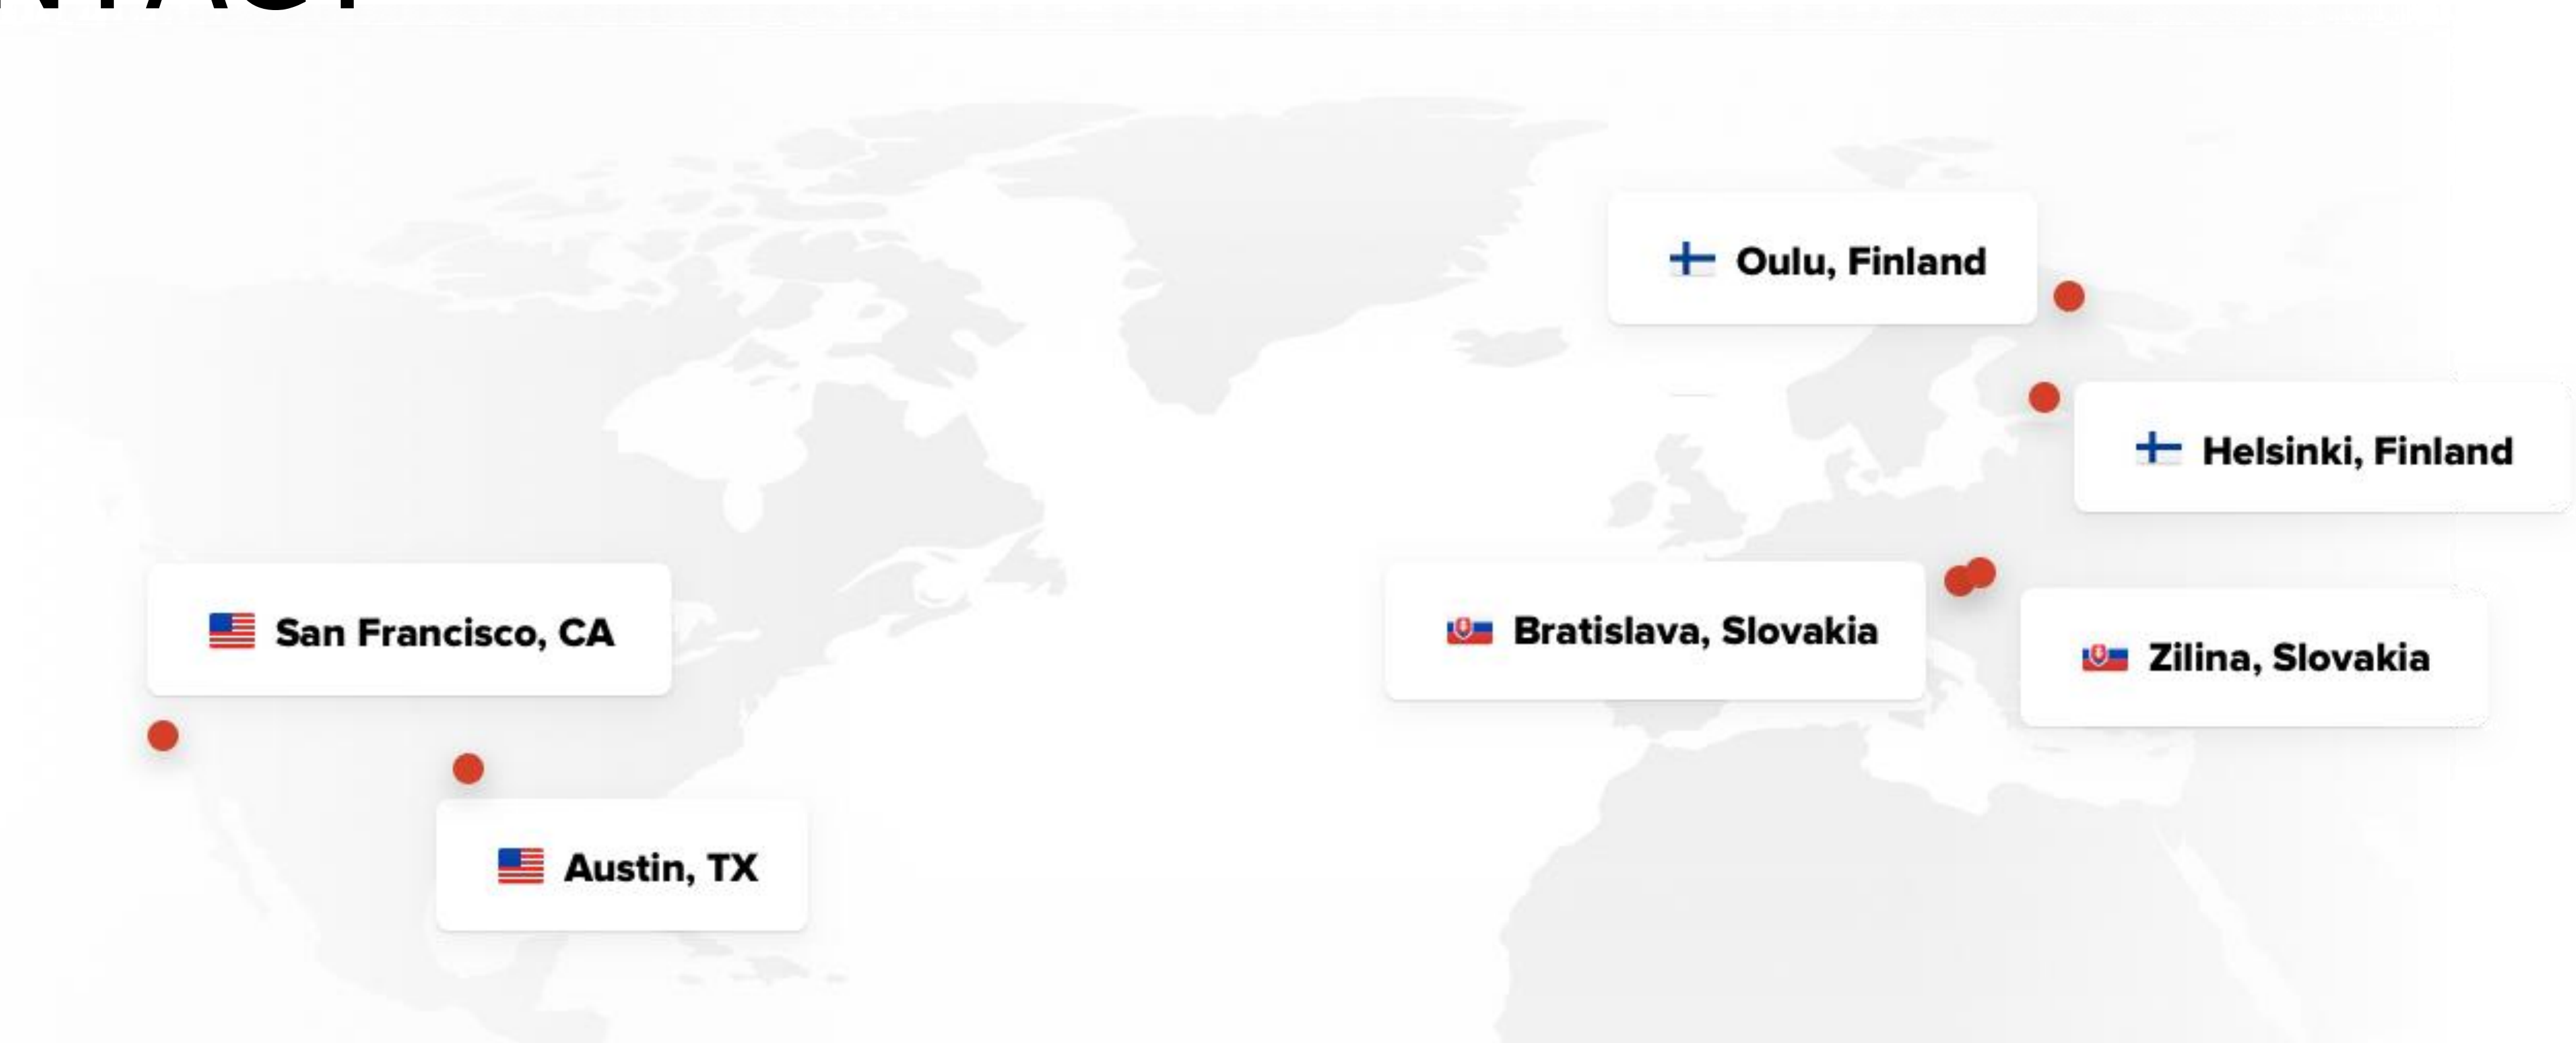 Oulu, Finland
Helsinki, Finland
San Francisco, CA
Bratislava, Slovakia
Zilina, Slovakia
Austin, TX